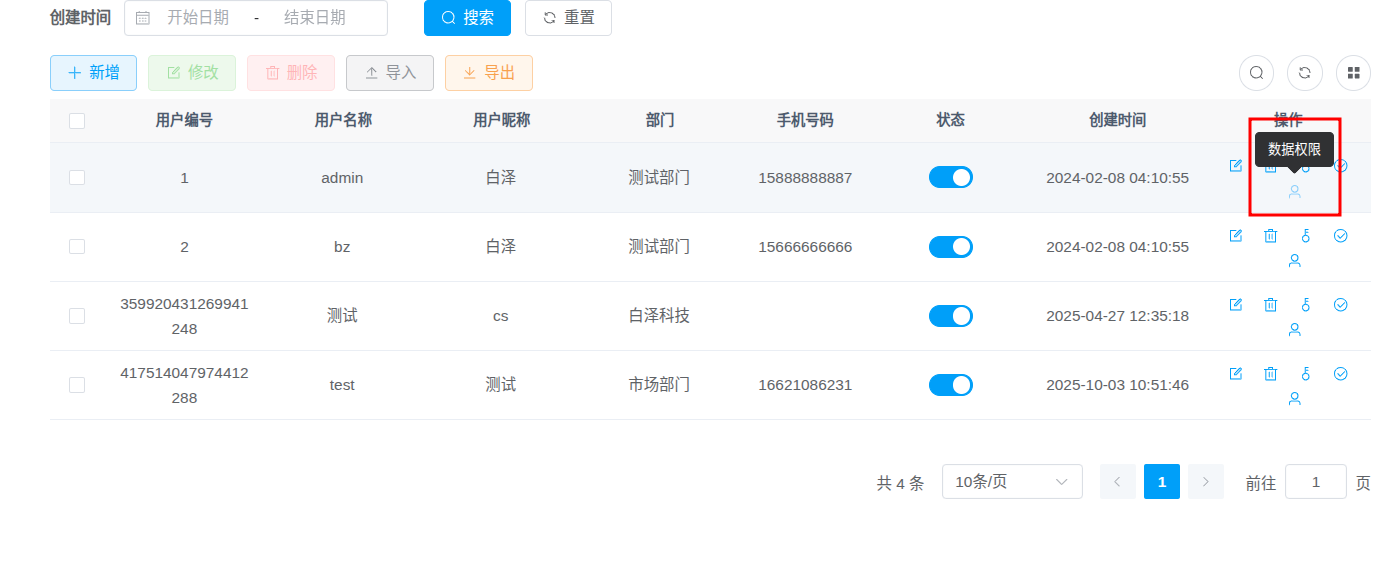 创建时间 开始日期 - 结束日期 搜索 重置
新增 修改 删除 导入 导出
用户编号 用户名称 用户昵称 部门 手机号码 状态 创建时间 操作
数据权限
1 admin 白泽 测试部门 15888888887 2024-02-08 04:10:55
2 bz 白泽 测试部门 15666666666 2024-02-08 04:10:55
359920431269941
248 测试 cs 白泽科技 2025-04-27 12:35:18
417514047974412
288 test 测试 市场部门 16621086231 2025-10-03 10:51:46
共 4 条 10条/页 1 前往 1 页